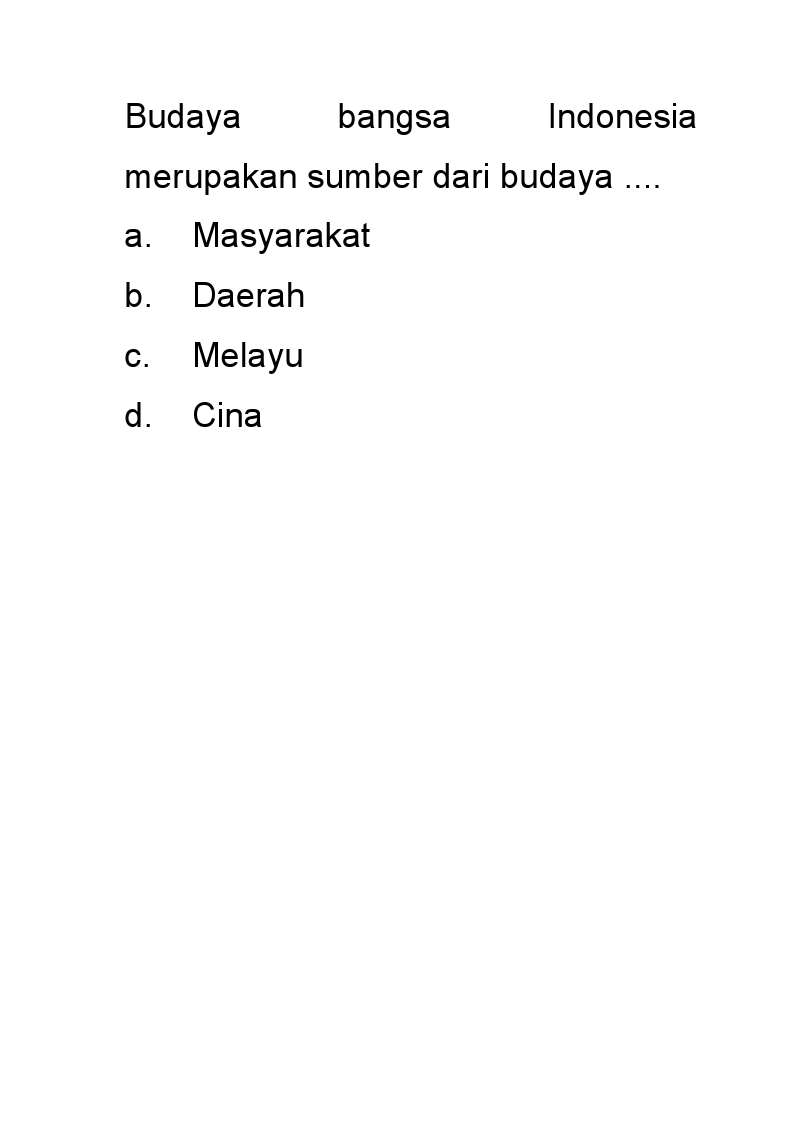 Budaya bangsa Indonesia
merupakan sumber dari budaya ....
a. Masyarakat
b. Daerah
c. Melayu
d. Cina